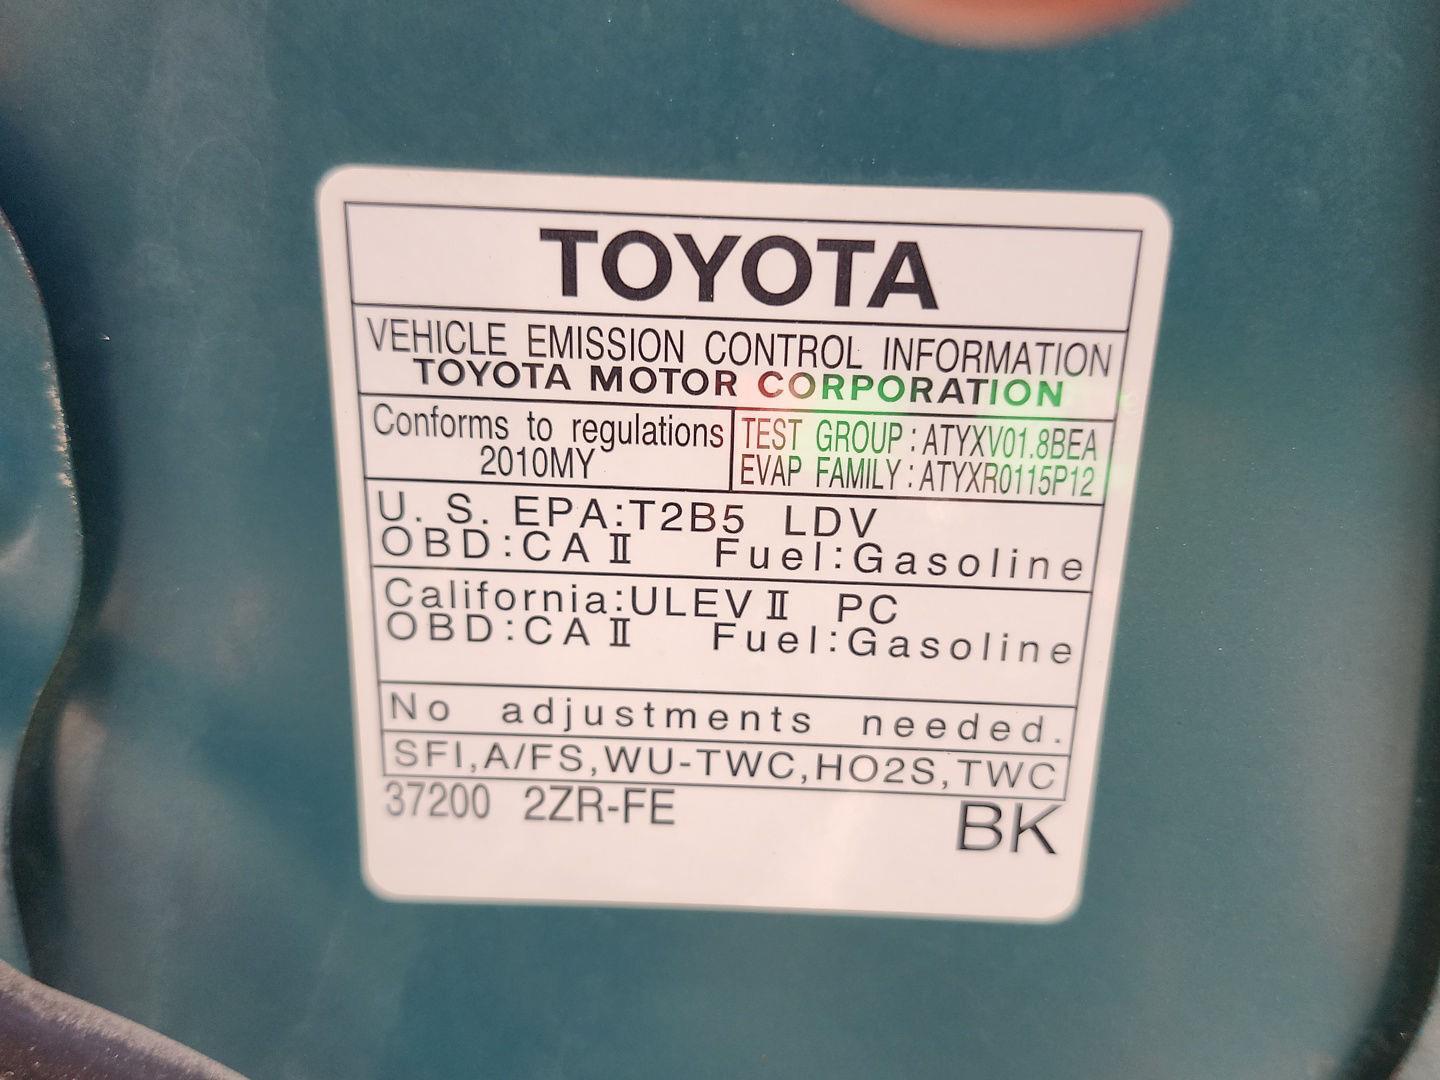 TOYOTA
VEHICLE EMISSION CONTROL INFORMATION
TOYOTA MOTOR CORPORATION
Conforms to regulations
2010MY
TEST GROUP : ATYXV01.8BEA
EVAP FAMILY : ATYXR0115P12
U. S. EPA:T2B5 LDV
OBD:CA Ⅱ Fuel:Gasoline
California:ULEV Ⅱ PC
OBD:CA Ⅱ Fuel:Gasoline
No adjustments needed.
SFI,A/FS,WU-TWC,HO2S,TWC
37200 2ZR-FE
BK